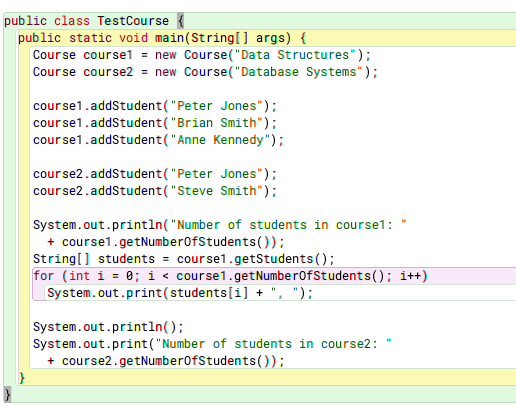 public class TestCourse {
public static void main(String[] args) {
Course course1 = new Course("Data Structures");
Course course2 = new Course("Database Systems");
course1.addStudent("Peter Jones");
course1.addStudent("Brian Smith");
course1.addStudent("Anne Kennedy");
course2.addStudent("Peter Jones");
course2.addStudent("Steve Smith");
System.out.println("Number of students in course1: "
+ course1.getNumberOfStudents());
String[] students = course1.getStudents();
for (int i = 0; i < course1.getNumberOfStudents(); i++)
System.out.print(students[i] + ", ");
System.out.println();
System.out.print("Number of students in course2: "
+ course2.getNumberOfStudents());
}
}